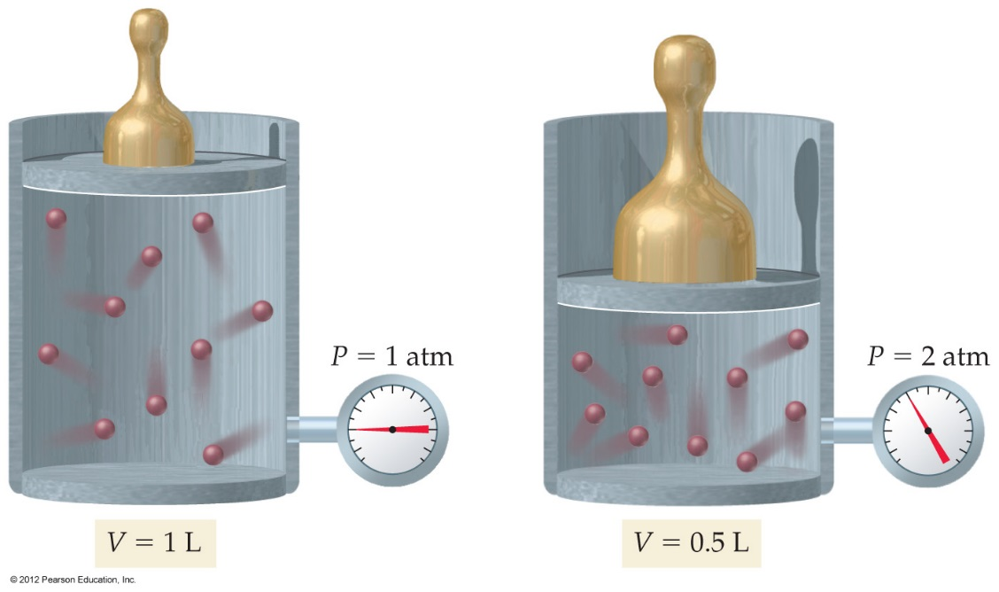 P = 1 atm
P = 2 atm
V = 1 L
V = 0.5 L
© 2012 Pearson Education, Inc.